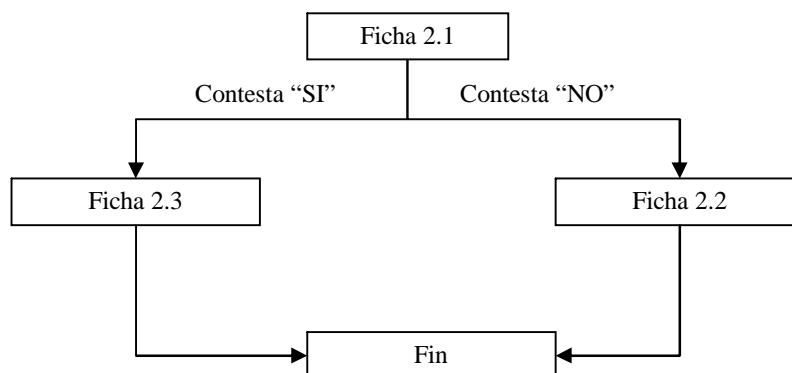 Ficha 2.1
Contesta “SI”
Contesta “NO”
Ficha 2.3
Ficha 2.2
Fin